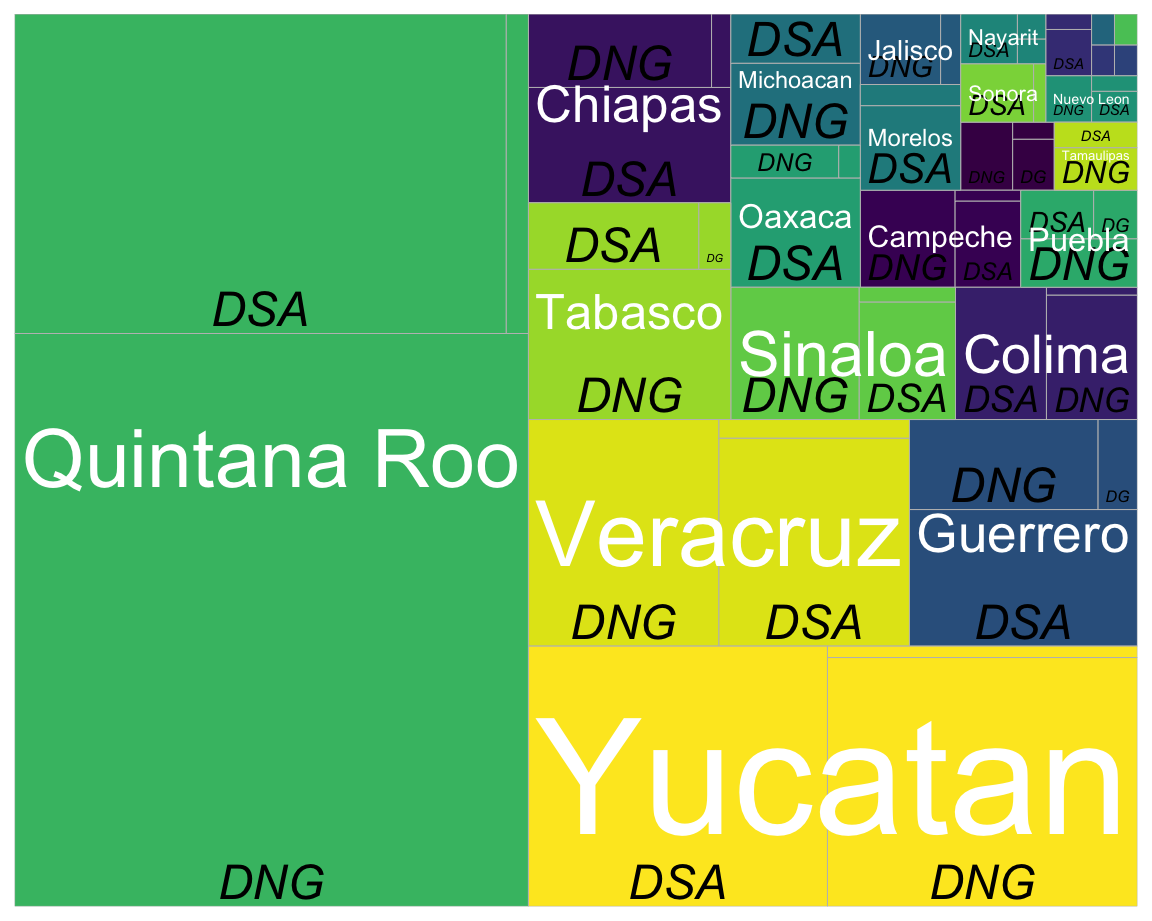 DSA
Quintana Roo
DNG
DNG
Chiapas
DSA
DSA
DG
Tabasco
DNG
DSA
Michoacan
DNG
DNG
Oaxaca
DSA
Jalisco
DNG
Morelos
DSA
Nayarit
DSA
Sonora
DSA
DSA
Nuevo Leon
DNG
DSA
DNG
DG
DSA
Tamaulipas
DNG
Campeche
DNG
DSA
DSA
DG
Puebla
DNG
Sinaloa
DNG
DSA
Colima
DSA
DNG
Veracruz
DNG
DSA
DNG
DG
Guerrero
DSA
Yucatan
DSA
DNG